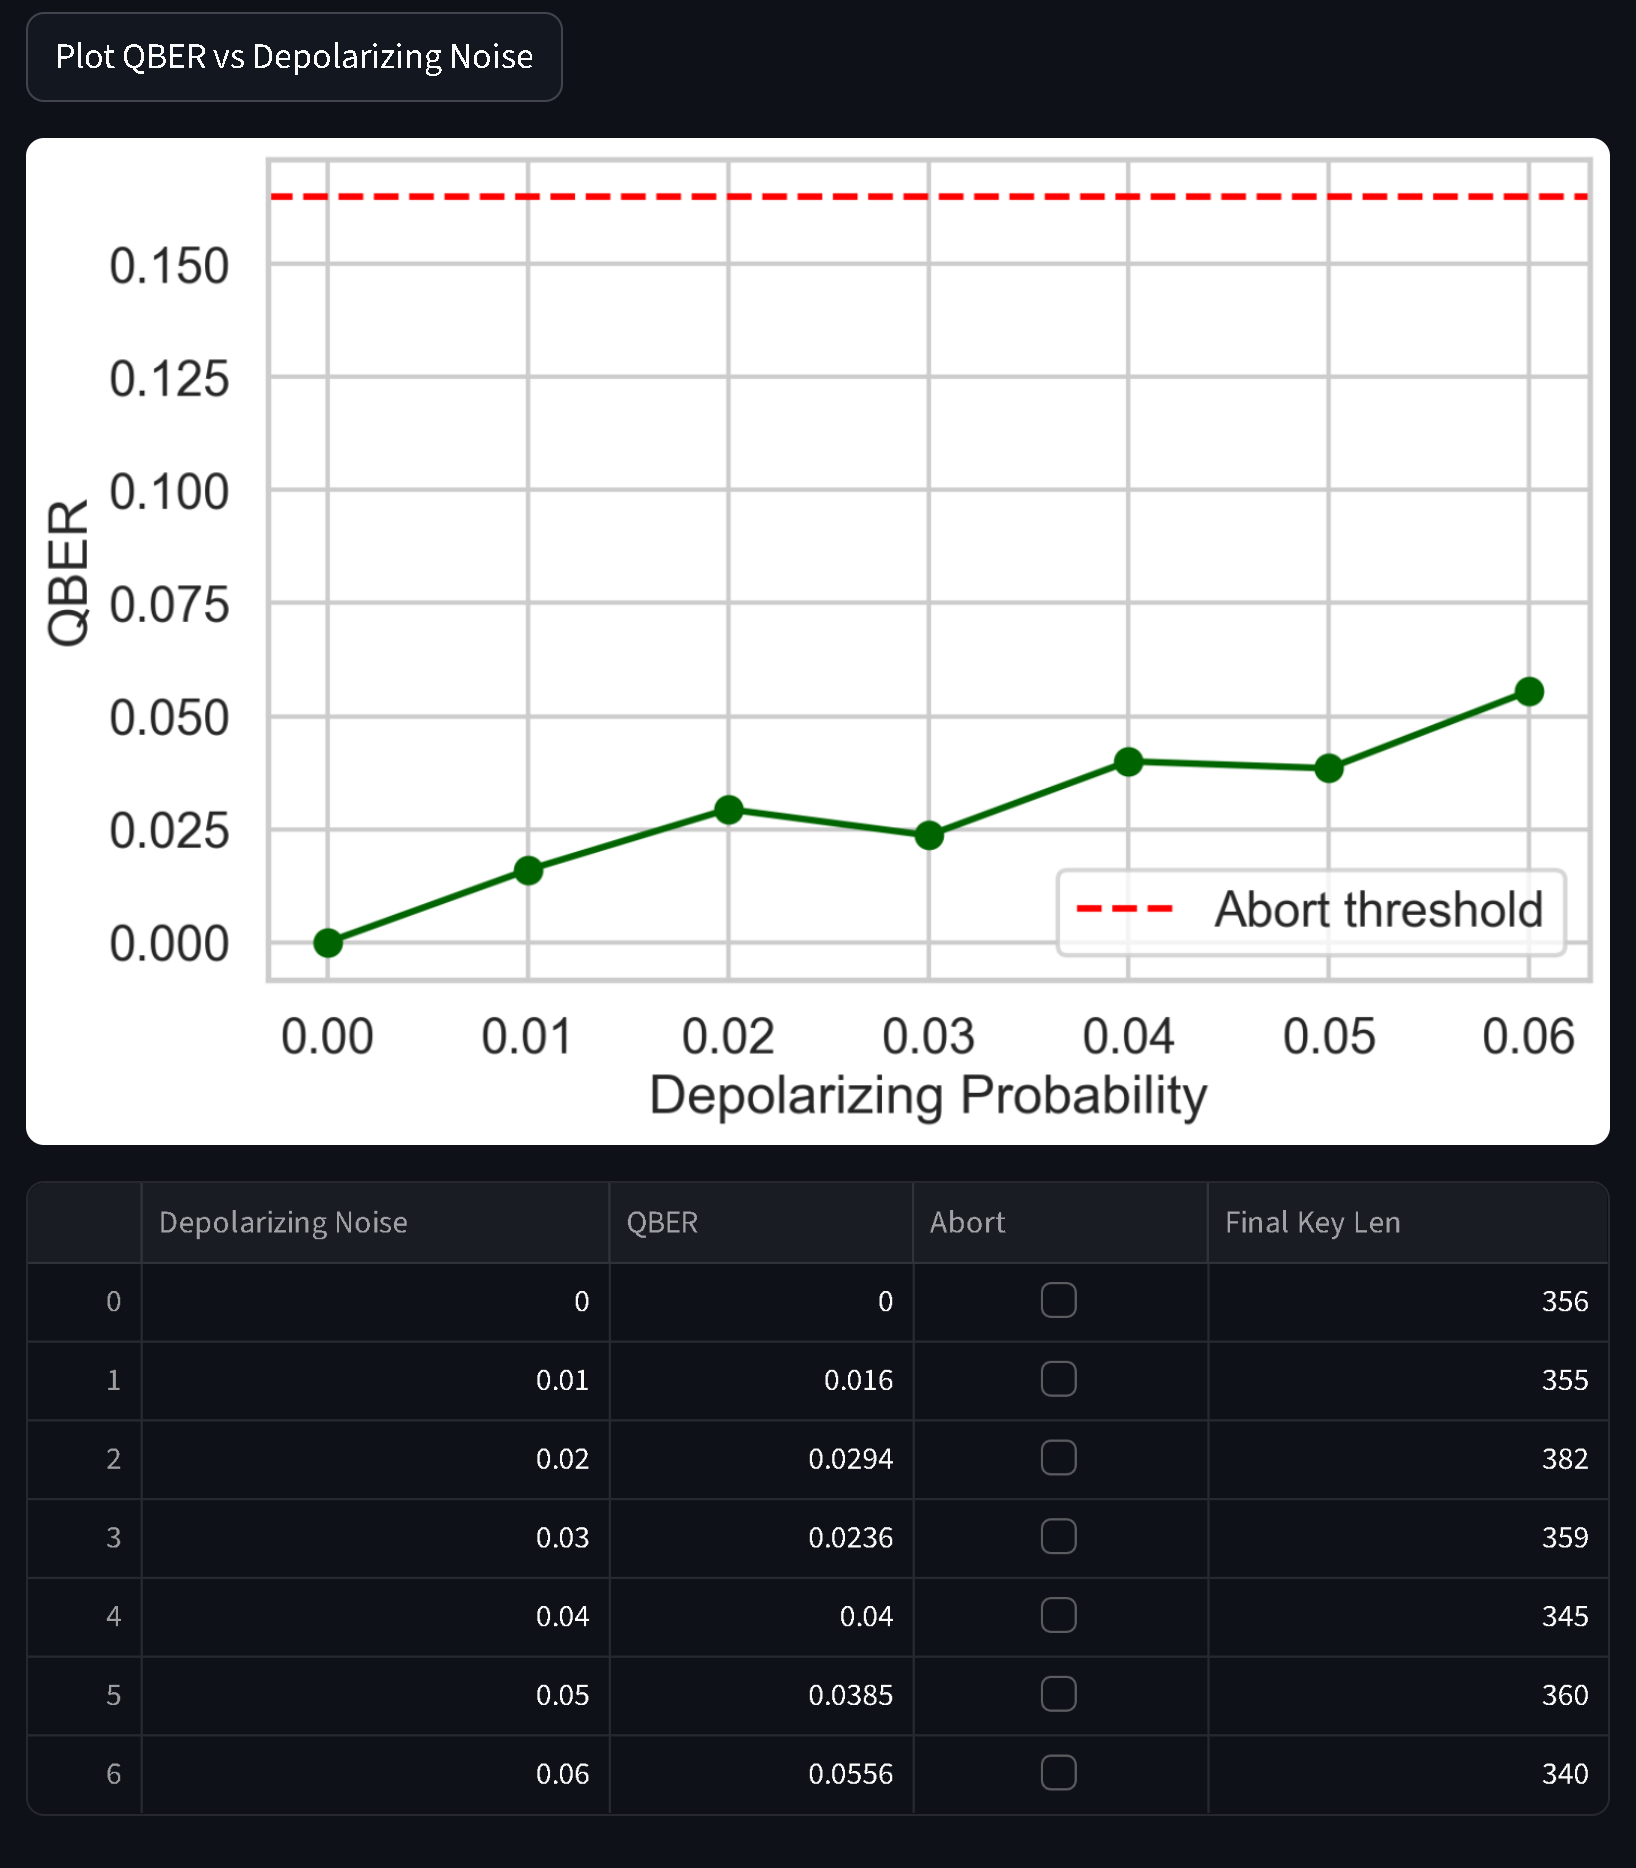 Plot QBER vs Depolarizing Noise
0.150
0.125
0.100
0.075
0.050
0.025
0.000
QBER
Abort threshold
0.00 0.01 0.02 0.03 0.04 0.05 0.06
Depolarizing Probability
Depolarizing Noise QBER Abort Final Key Len
0 0 0 356
1 0.01 0.016 355
2 0.02 0.0294 382
3 0.03 0.0236 359
4 0.04 0.04 345
5 0.05 0.0385 360
6 0.06 0.0556 340